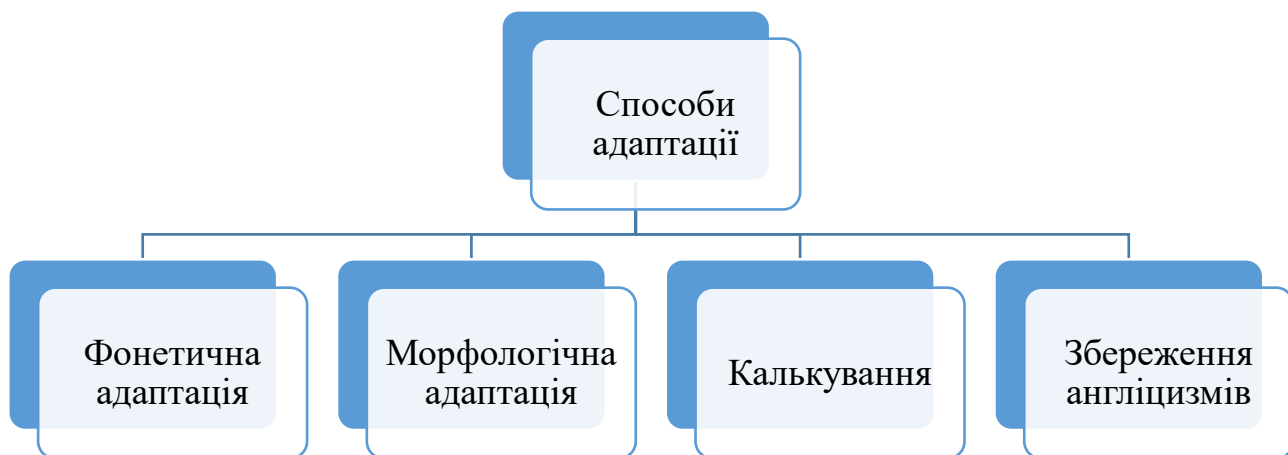 Способи
адаптації
Фонетична
адаптація
Морфологічна
адаптація
Калькування
Збереження
англіцизмів